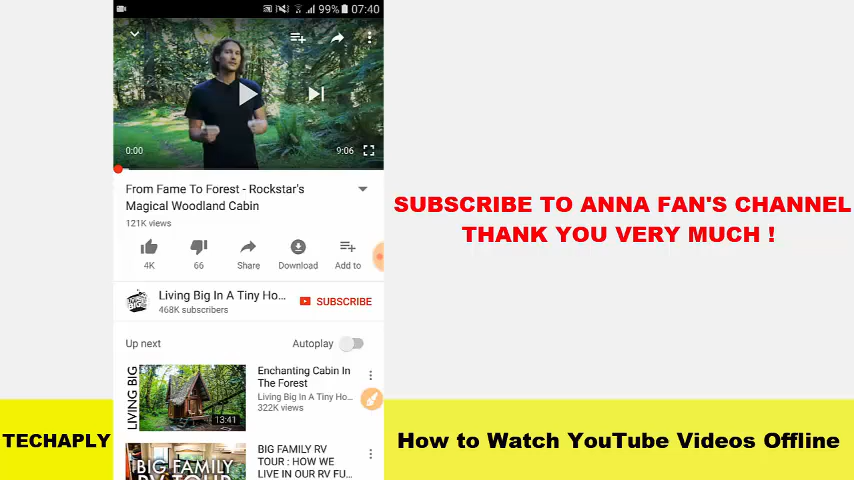 99% 07:40
0:00
9:06
From Fame To Forest - Rockstar's
Magical Woodland Cabin
121K views
4K
66
Share
Download
Add to
Living Big In A Tiny Ho...
468K subscribers
SUBSCRIBE
Up next
Autoplay
LIVING BIG
13:41
Enchanting Cabin In
The Forest
Living Big In A Tiny Ho...
322K views
BIG FAMILY
RV TOUR
BIG FAMILY RV
TOUR : HOW WE
LIVE IN OUR RV FU...
SUBSCRIBE TO ANNA FAN'S CHANNEL
THANK YOU VERY MUCH !
TECHAPLY
How to Watch YouTube Videos Offline